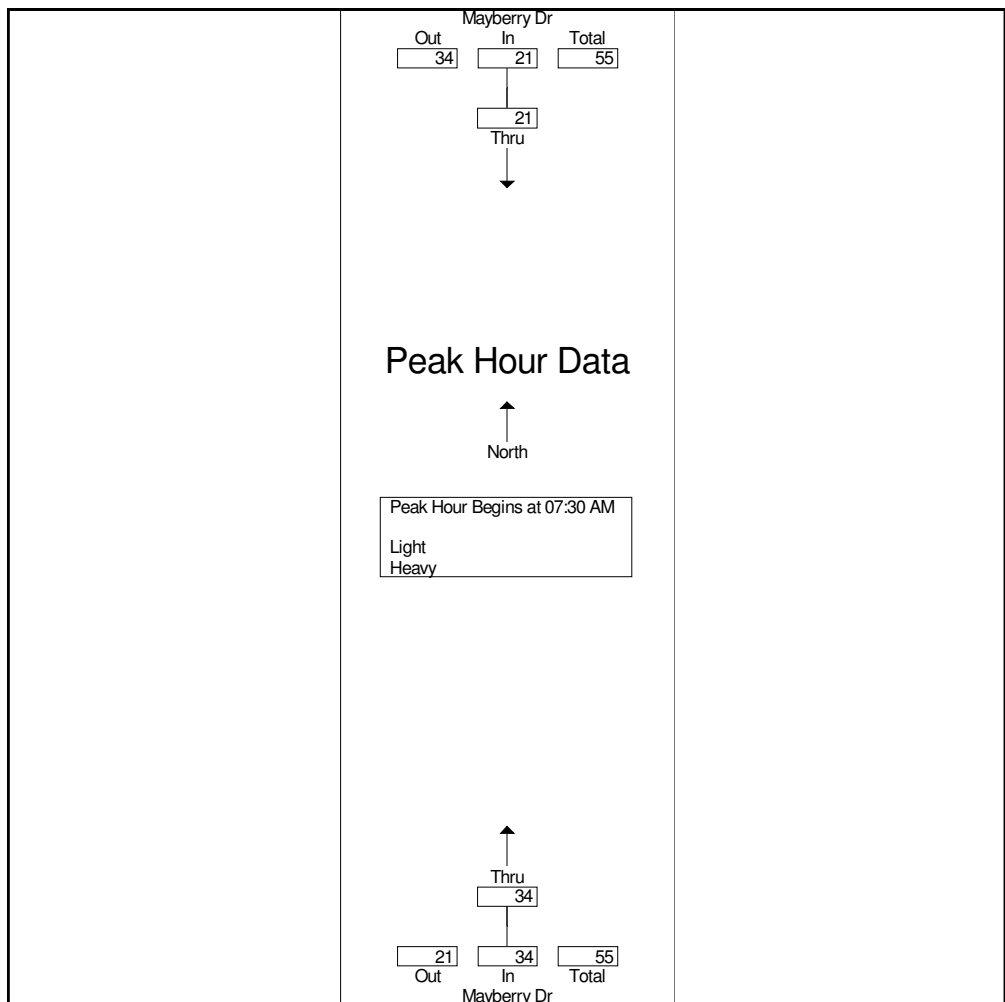 Mayberry Dr
Out In Total
34 21 55
21
Thru
Peak Hour Data
North
Peak Hour Begins at 07:30 AM
Light
Heavy
Thru
34
21 34 55
Out In Total
Mayberry Dr